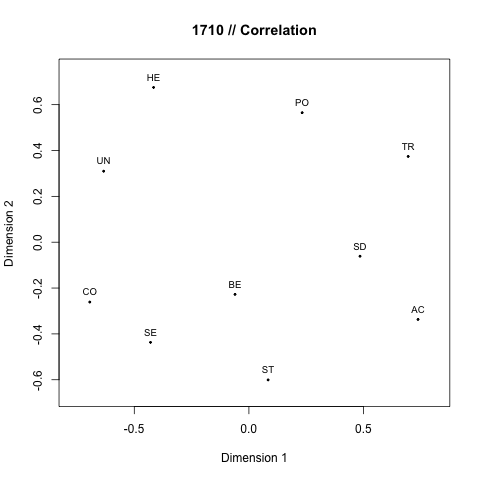 1710 // Correlation
HE
PO
TR
UN
SD
BE
CO
AC
SE
ST
Dimension 2
0.6
0.4
0.2
0.0
-0.2
-0.4
-0.6
-0.5
0.0
0.5
Dimension 1